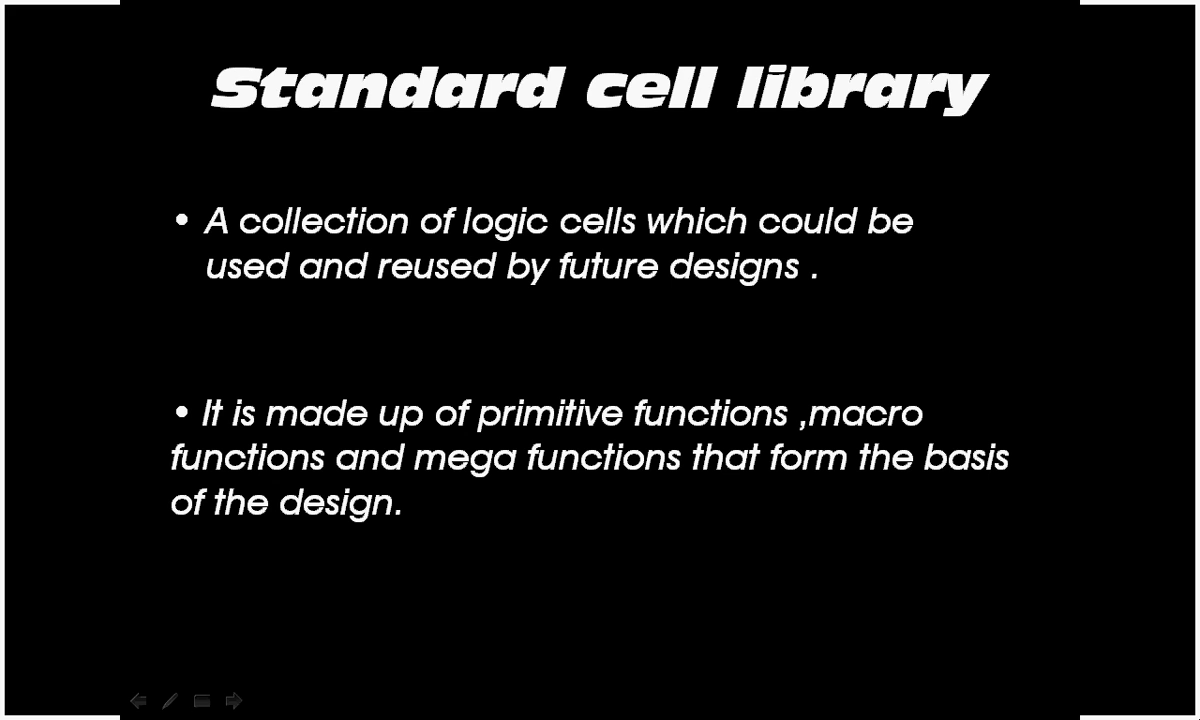 Standard cell library
• A collection of logic cells which could be
used and reused by future designs .
• It is made up of primitive functions ,macro
functions and mega functions that form the basis
of the design.